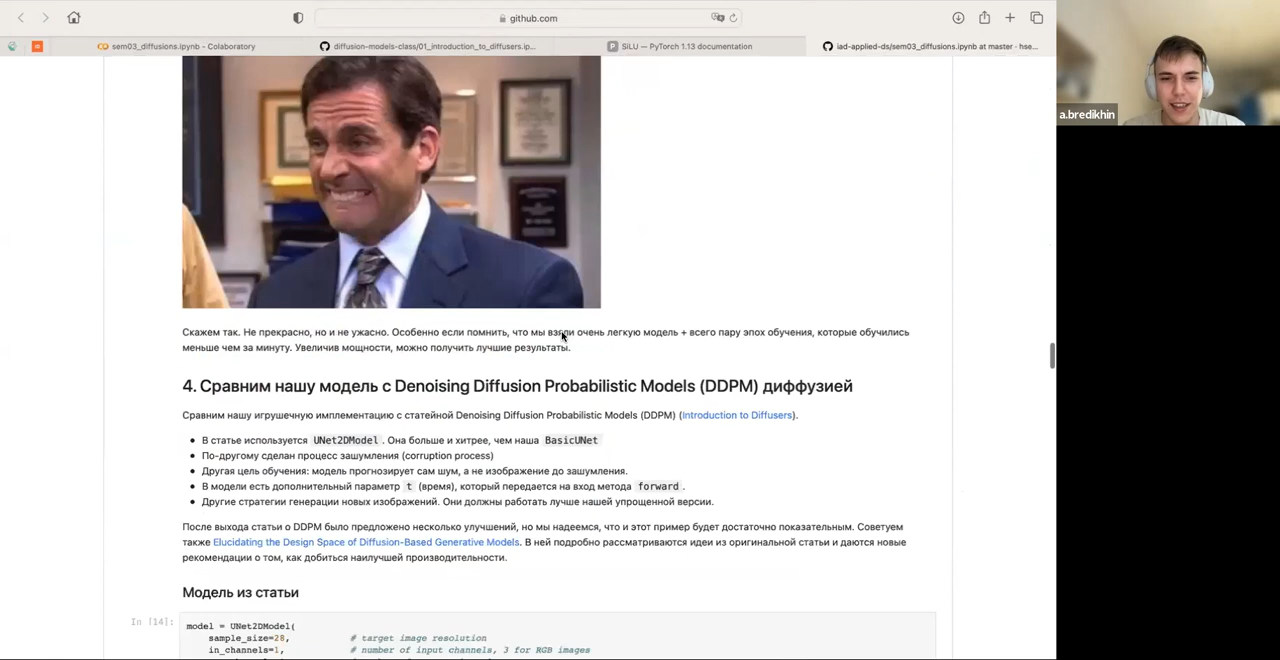 github.com
sem03_diffusions.ipynb - Colaboratory
diffusion-models-class/01_introduction_to_diffusers.ip...
SiLU — PyTorch 1.13 documentation
iad-applied-ds/sem03_diffusions.ipynb at master · hse...
a.bredikhin
Скажем так. Не прекрасно, но и не ужасно. Особенно если помнить, что мы взяли очень легкую модель + всего пару эпох обучения, которые обучились
меньше чем за минуту. Увеличив мощности, можно получить лучшие результаты.
4. Сравним нашу модель с Denoising Diffusion Probabilistic Models (DDPM) диффузией
Сравним нашу игрушечную имплементацию с статейной Denoising Diffusion Probabilistic Models (DDPM) (Introduction to Diffusers).
В статье используется UNet2DModel. Она больше и хитрее, чем наша BasicUNet
По-другому сделан процесс зашумления (corruption process)
Другая цель обучения: модель прогнозирует сам шум, а не изображение до зашумления.
В модели есть дополнительный параметр t (время), который передается на вход метода forward.
Другие стратегии генерации новых изображений. Они должны работать лучше нашей упрощенной версии.
После выхода статьи о DDPM было предложено несколько улучшений, но мы надеемся, что и этот пример будет достаточно показательным. Советуем
также Elucidating the Design Space of Diffusion-Based Generative Models. В ней подробно рассматриваются идеи из оригинальной статьи и даются новые
рекомендации о том, как добиться наилучшей производительности.
Модель из статьи
In [14]:
model = UNet2DModel(
sample_size=28, # target image resolution
in_channels=1, # number of input channels, 3 for RGB images